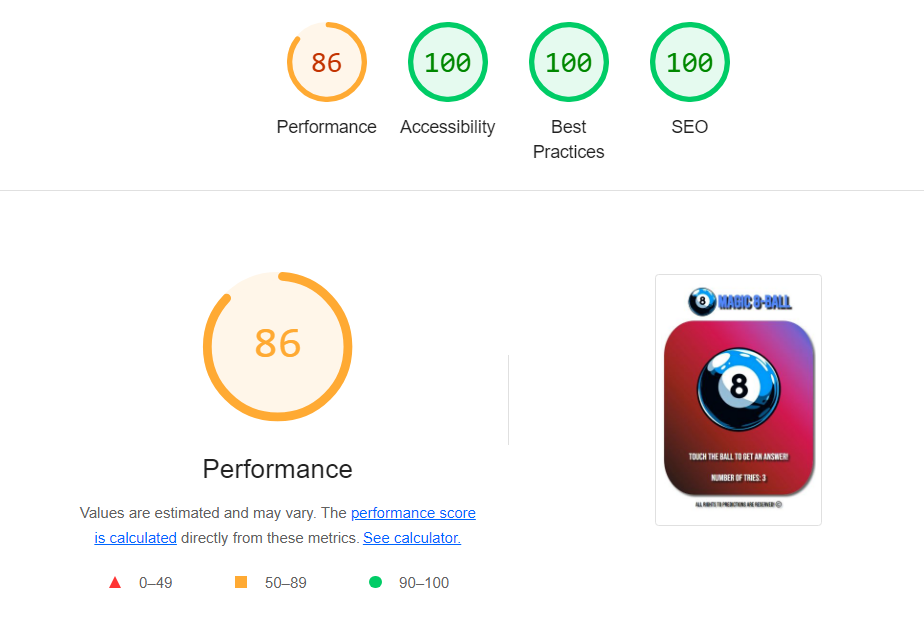 86
100
100
100
Performance
Accessibility
Best
Practices
SEO
86
Performance
Values are estimated and may vary. The performance score
is calculated directly from these metrics. See calculator.
0–49
50–89
90–100
8 MAGIC 8-BALL
8
TOUCH THE BALL TO GET AN ANSWER!
NUMBER OF TRIES: 3
ALL RIGHTS TO PREDICTIONS ARE RESERVED! ©